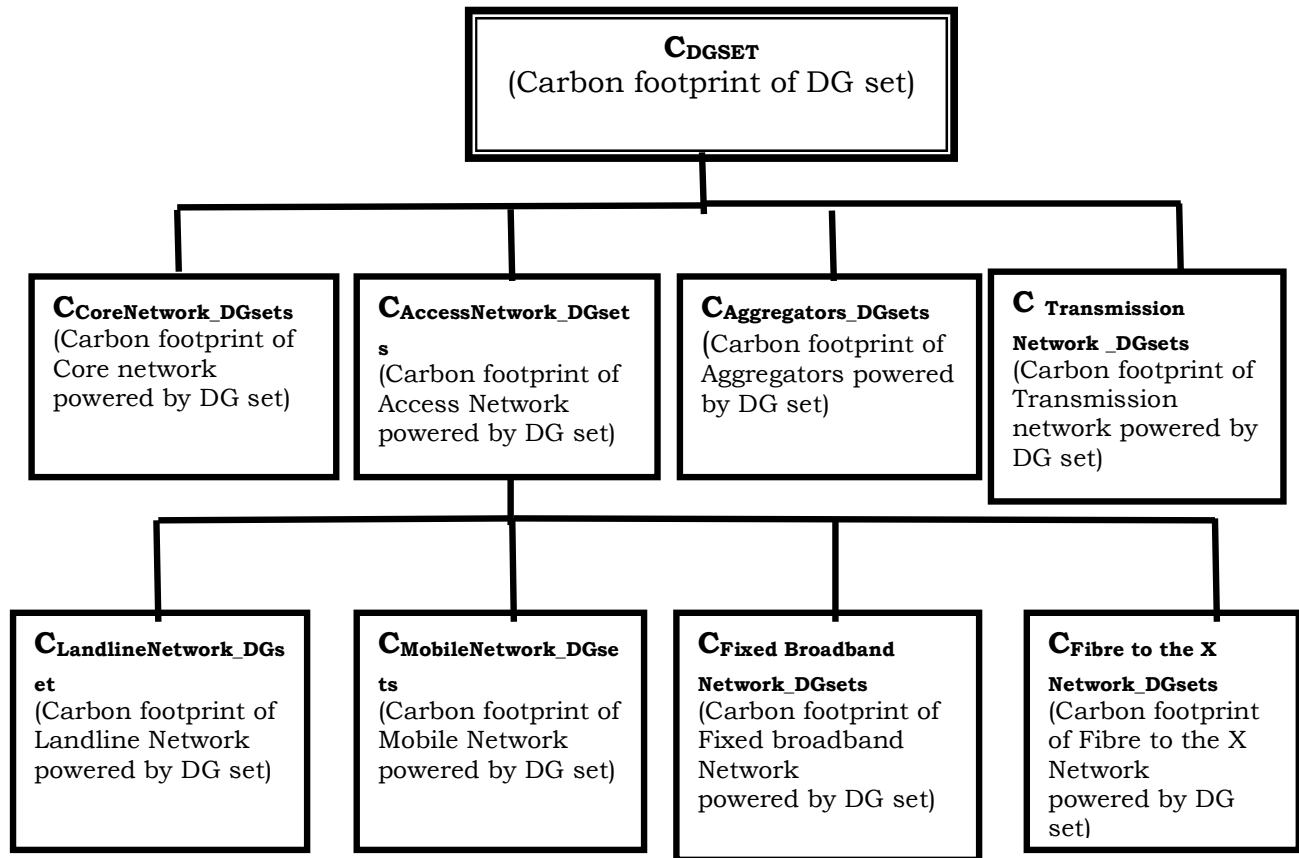 CDGSET
(Carbon footprint of DG set)
CCoreNetwork_DGsets
(Carbon footprint of
Core network
powered by DG set)
CAccessNetwork_DGset
s
(Carbon footprint of
Access Network
powered by DG set)
CAggregators_DGsets
(Carbon footprint of
Aggregators powered
by DG set)
C Transmission
Network _DGsets
(Carbon footprint of
Transmission
network powered by
DG set)
CLandlineNetwork_DGs
et
(Carbon footprint of
Landline Network
powered by DG set)
CMobileNetwork_DGse
ts
(Carbon footprint of
Mobile Network
powered by DG set)
CFixed Broadband
Network_DGsets
(Carbon footprint of
Fixed broadband
Network
powered by DG set)
CFibre to the X
Network_DGsets
(Carbon footprint
of Fibre to the X
Network
powered by DG
set)